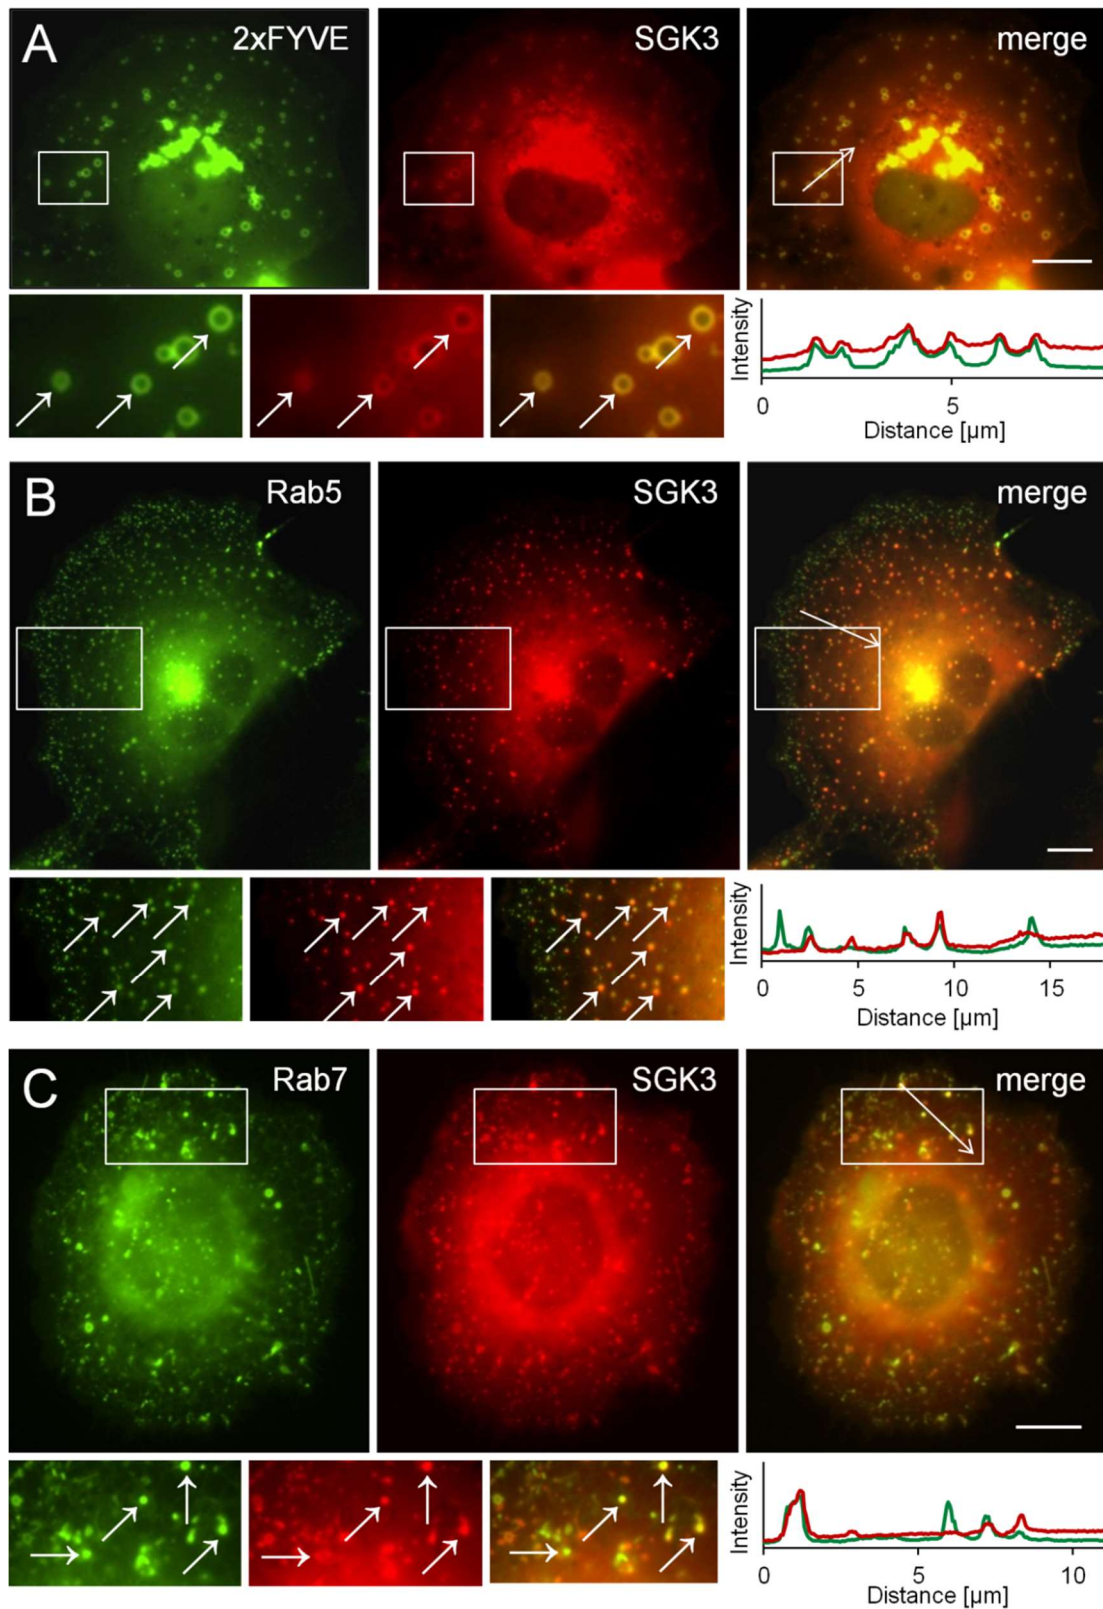 A 2xFYVE SGK3 merge
Intensity
0 5
Distance [µm]
B Rab5 SGK3 merge
Intensity
0 5 10 15
Distance [µm]
C Rab7 SGK3 merge
Intensity
0 5 10
Distance [µm]